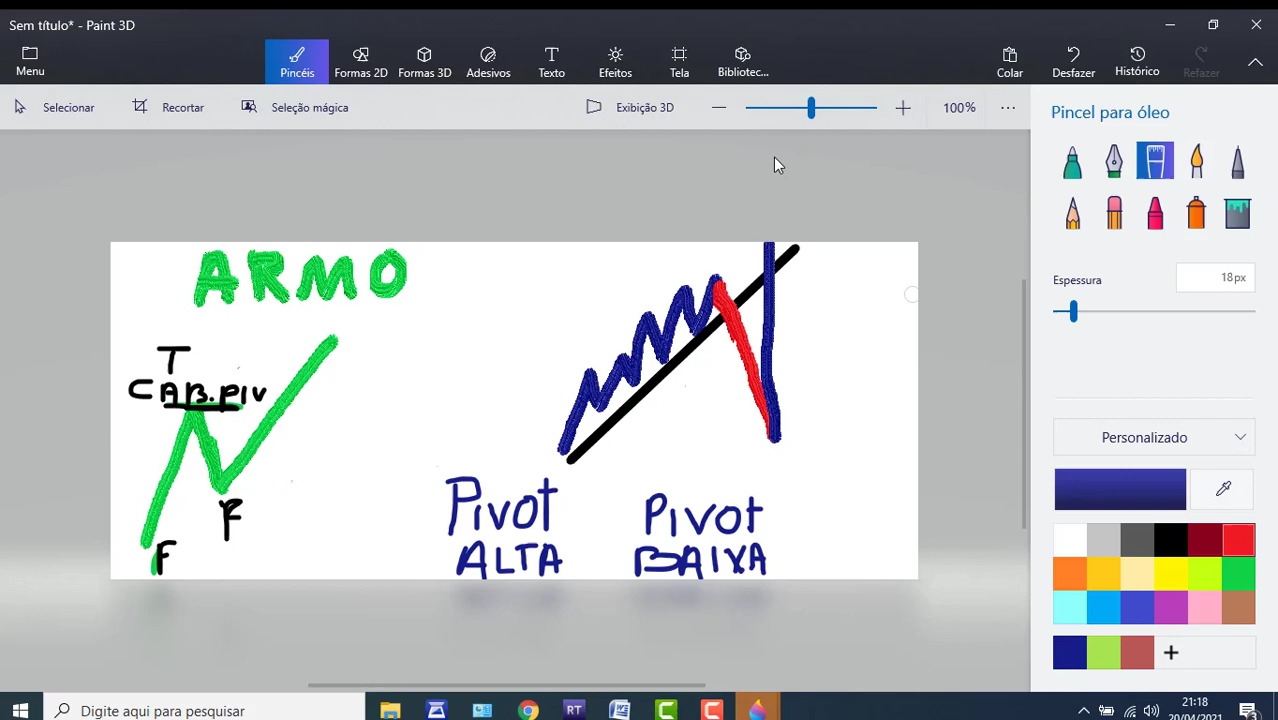 Sem título* - Paint 3D
Menu
Pincéis
Formas 2D
Formas 3D
Adesivos
Texto
Efeitos
Tela
Bibliotec...
Colar
Desfazer
Histórico
Refazer
Selecionar
Recortar
Seleção mágica
Exibição 3D
100%
Pincel para óleo
Espessura
18px
Personalizado
ARMO
T
CAB.PIV
F
F
Pivot
ALTA
Pivot
BAIXA
Digite aqui para pesquisar
RT
21:18
20/04/2021